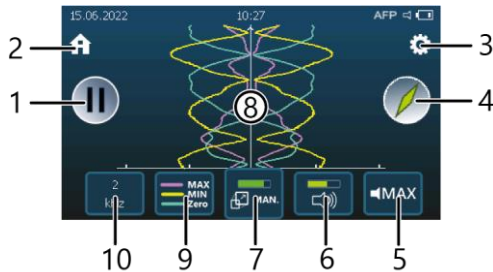 15.06.2022 10:27 AFP
2 3
1 8 4
2 kHz
MAX
MIN
Zero
MAN.
MAX
10 9 7 6 5